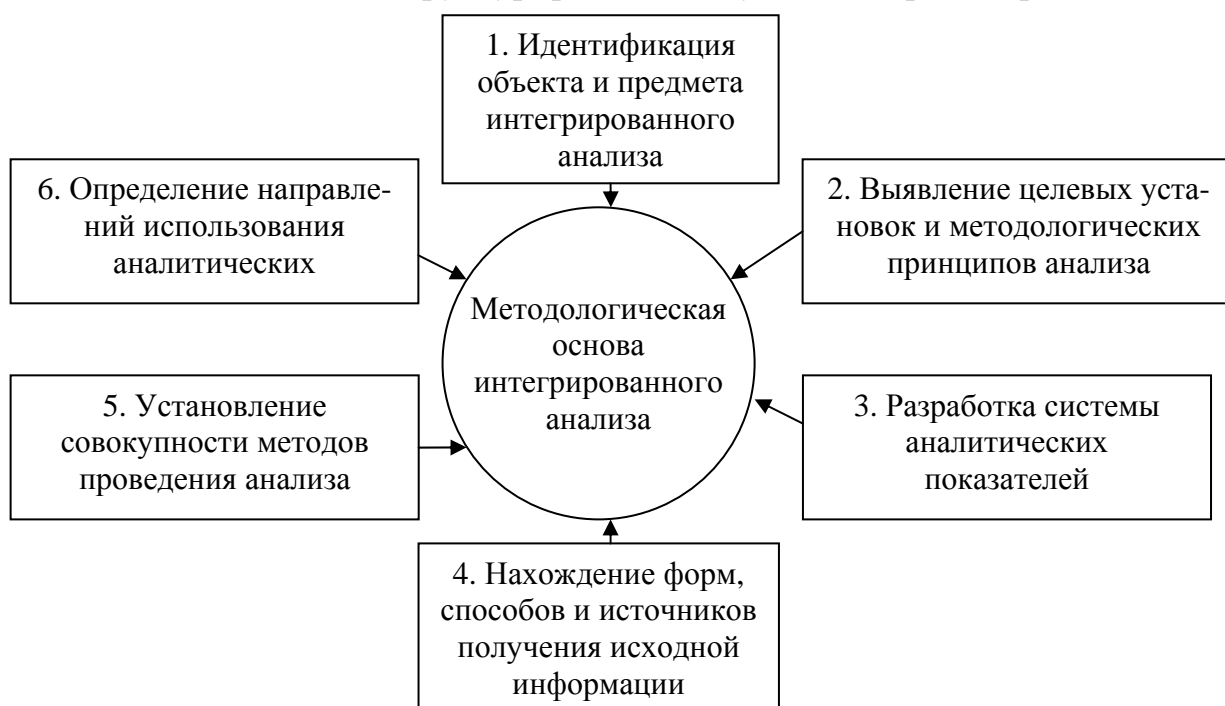 1. Идентификация
объекта и предмета
интегрированного
анализа
2. Выявление целевых уста-
новок и методологических
принципов анализа
3. Разработка системы
аналитических
показателей
4. Нахождение форм,
способов и источников
получения исходной
информации
5. Установление
совокупности методов
проведения анализа
6. Определение направле-
ний использования
аналитических
Методологическая
основа
интегрированного
анализа